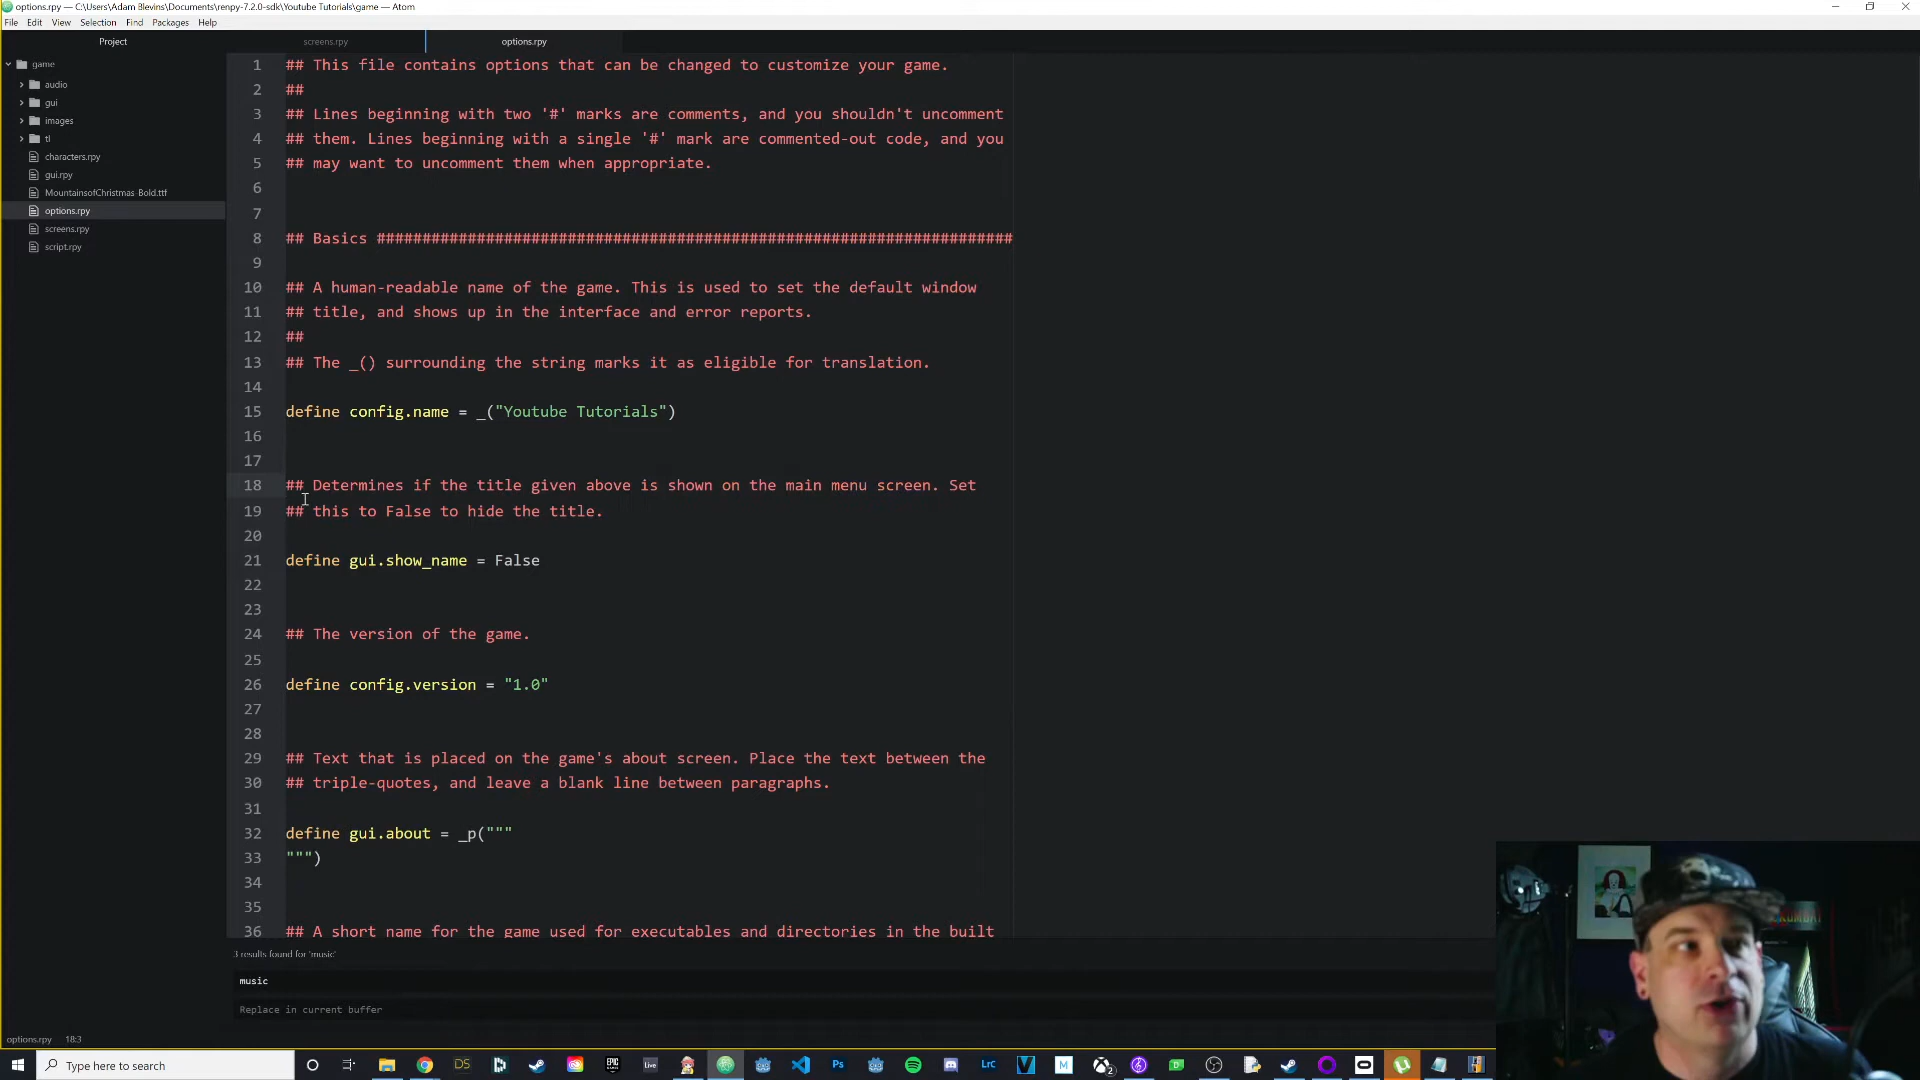 options.rpy — C:\Users\Adam Blevins\Documents\renpy-7.2.0-sdk\Youtube Tutorials\game — Atom
File Edit View Selection Find Packages Help
Project
screens.rpy
options.rpy
game
audio
gui
images
tl
characters.rpy
gui.rpy
MountainsofChristmas-Bold.ttf
options.rpy
screens.rpy
script.rpy
1 ## This file contains options that can be changed to customize your game.
2 ##
3 ## Lines beginning with two '#' marks are comments, and you shouldn't uncomment
4 ## them. Lines beginning with a single '#' mark are commented-out code, and you
5 ## may want to uncomment them when appropriate.
6
7
8 ## Basics ######################################################################
9
10 ## A human-readable name of the game. This is used to set the default window
11 ## title, and shows up in the interface and error reports.
12 ##
13 ## The _() surrounding the string marks it as eligible for translation.
14
15 define config.name = _("Youtube Tutorials")
16
17
18 ## Determines if the title given above is shown on the main menu screen. Set
19 ## this to False to hide the title.
20
21 define gui.show_name = False
22
23
24 ## The version of the game.
25
26 define config.version = "1.0"
27
28
29 ## Text that is placed on the game's about screen. Place the text between the
30 ## triple-quotes, and leave a blank line between paragraphs.
31
32 define gui.about = _p("""
33 """)
34
35
36 ## A short name for the game used for executables and directories in the built
3 results found for 'music'
music
Replace in current buffer
options.rpy 18:3
Type here to search
DS
EPIC GAMES
Live
Ps
LrC
M
2